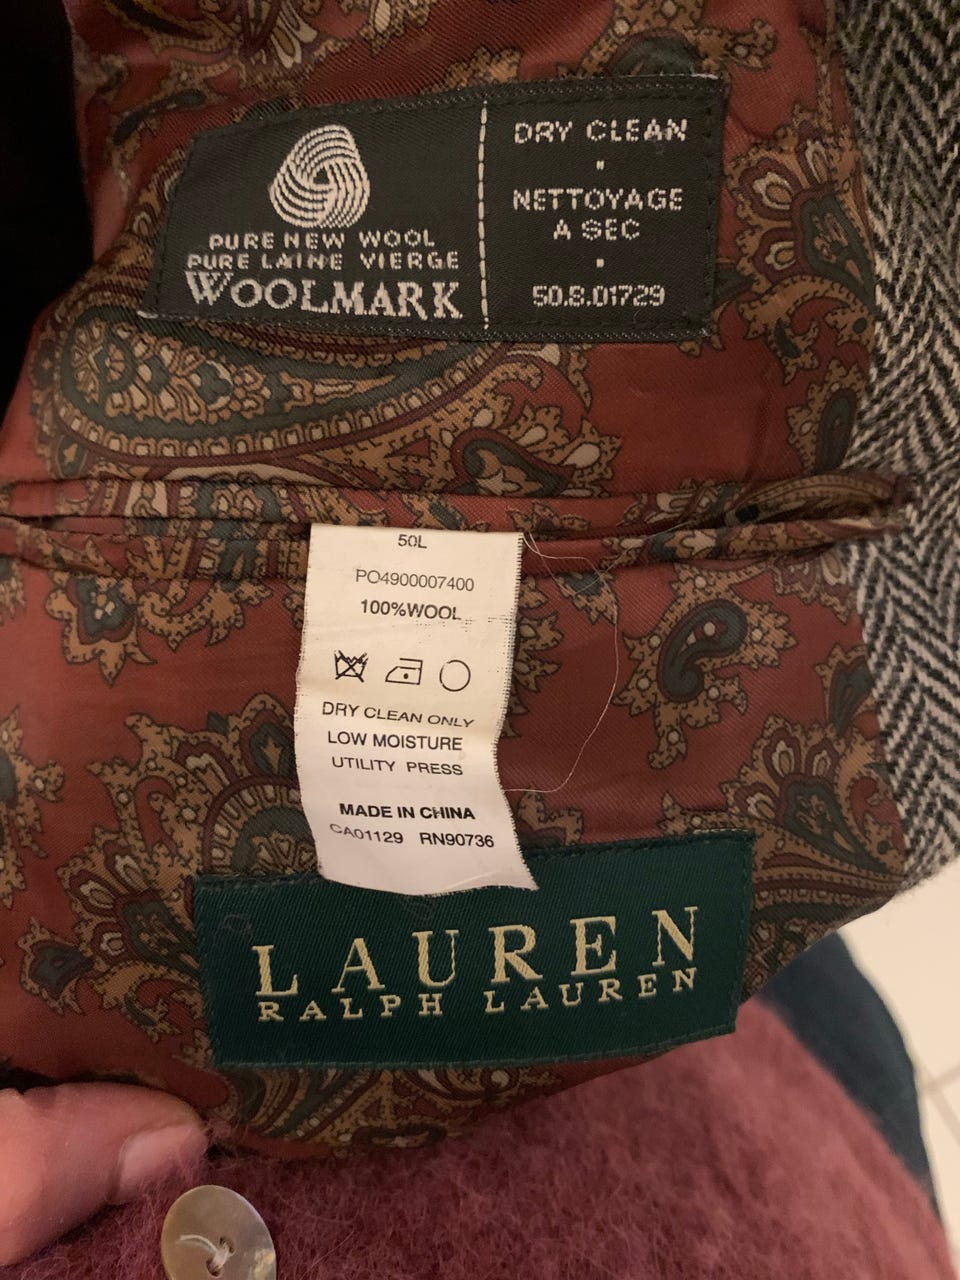 PURE NEW WOOL
PURE LAINE VIERGE
WOOLMARK
DRY CLEAN
NETTOYAGE
A SEC
50.8.01729
50L
PO4900007400
100%WOOL
DRY CLEAN ONLY
LOW MOISTURE
UTILITY PRESS
MADE IN CHINA
CA01129 RN90736
LAUREN
RALPH LAUREN